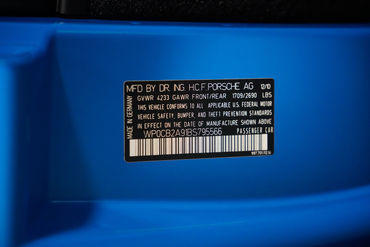 MFD BY DR. ING. H.C.F. PORSCHE AG 12/10
GVWR 4233 GAWR FRONT/REAR 1709/2690 LBS
THIS VEHICLE CONFORMS TO ALL APPLICABLE U.S. FEDERAL MOTOR
VEHICLE SAFETY, BUMPER, AND THEFT PREVENTION STANDARDS
IN EFFECT ON THE DATE OF MANUFACTURE SHOWN ABOVE.
WP0CB2A91BS795566 PASSENGER CAR
MADE IN GERMANY